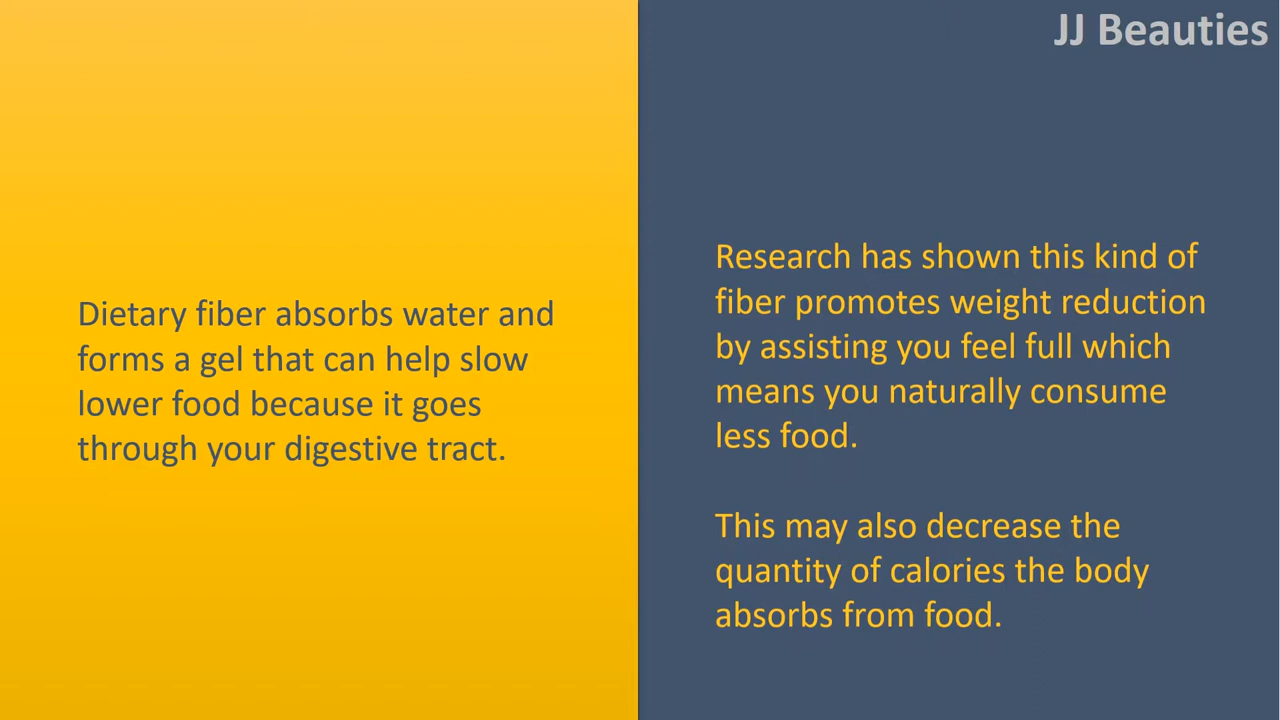 JJ Beauties
Dietary fiber absorbs water and
forms a gel that can help slow
lower food because it goes
through your digestive tract.
Research has shown this kind of
fiber promotes weight reduction
by assisting you feel full which
means you naturally consume
less food.
This may also decrease the
quantity of calories the body
absorbs from food.